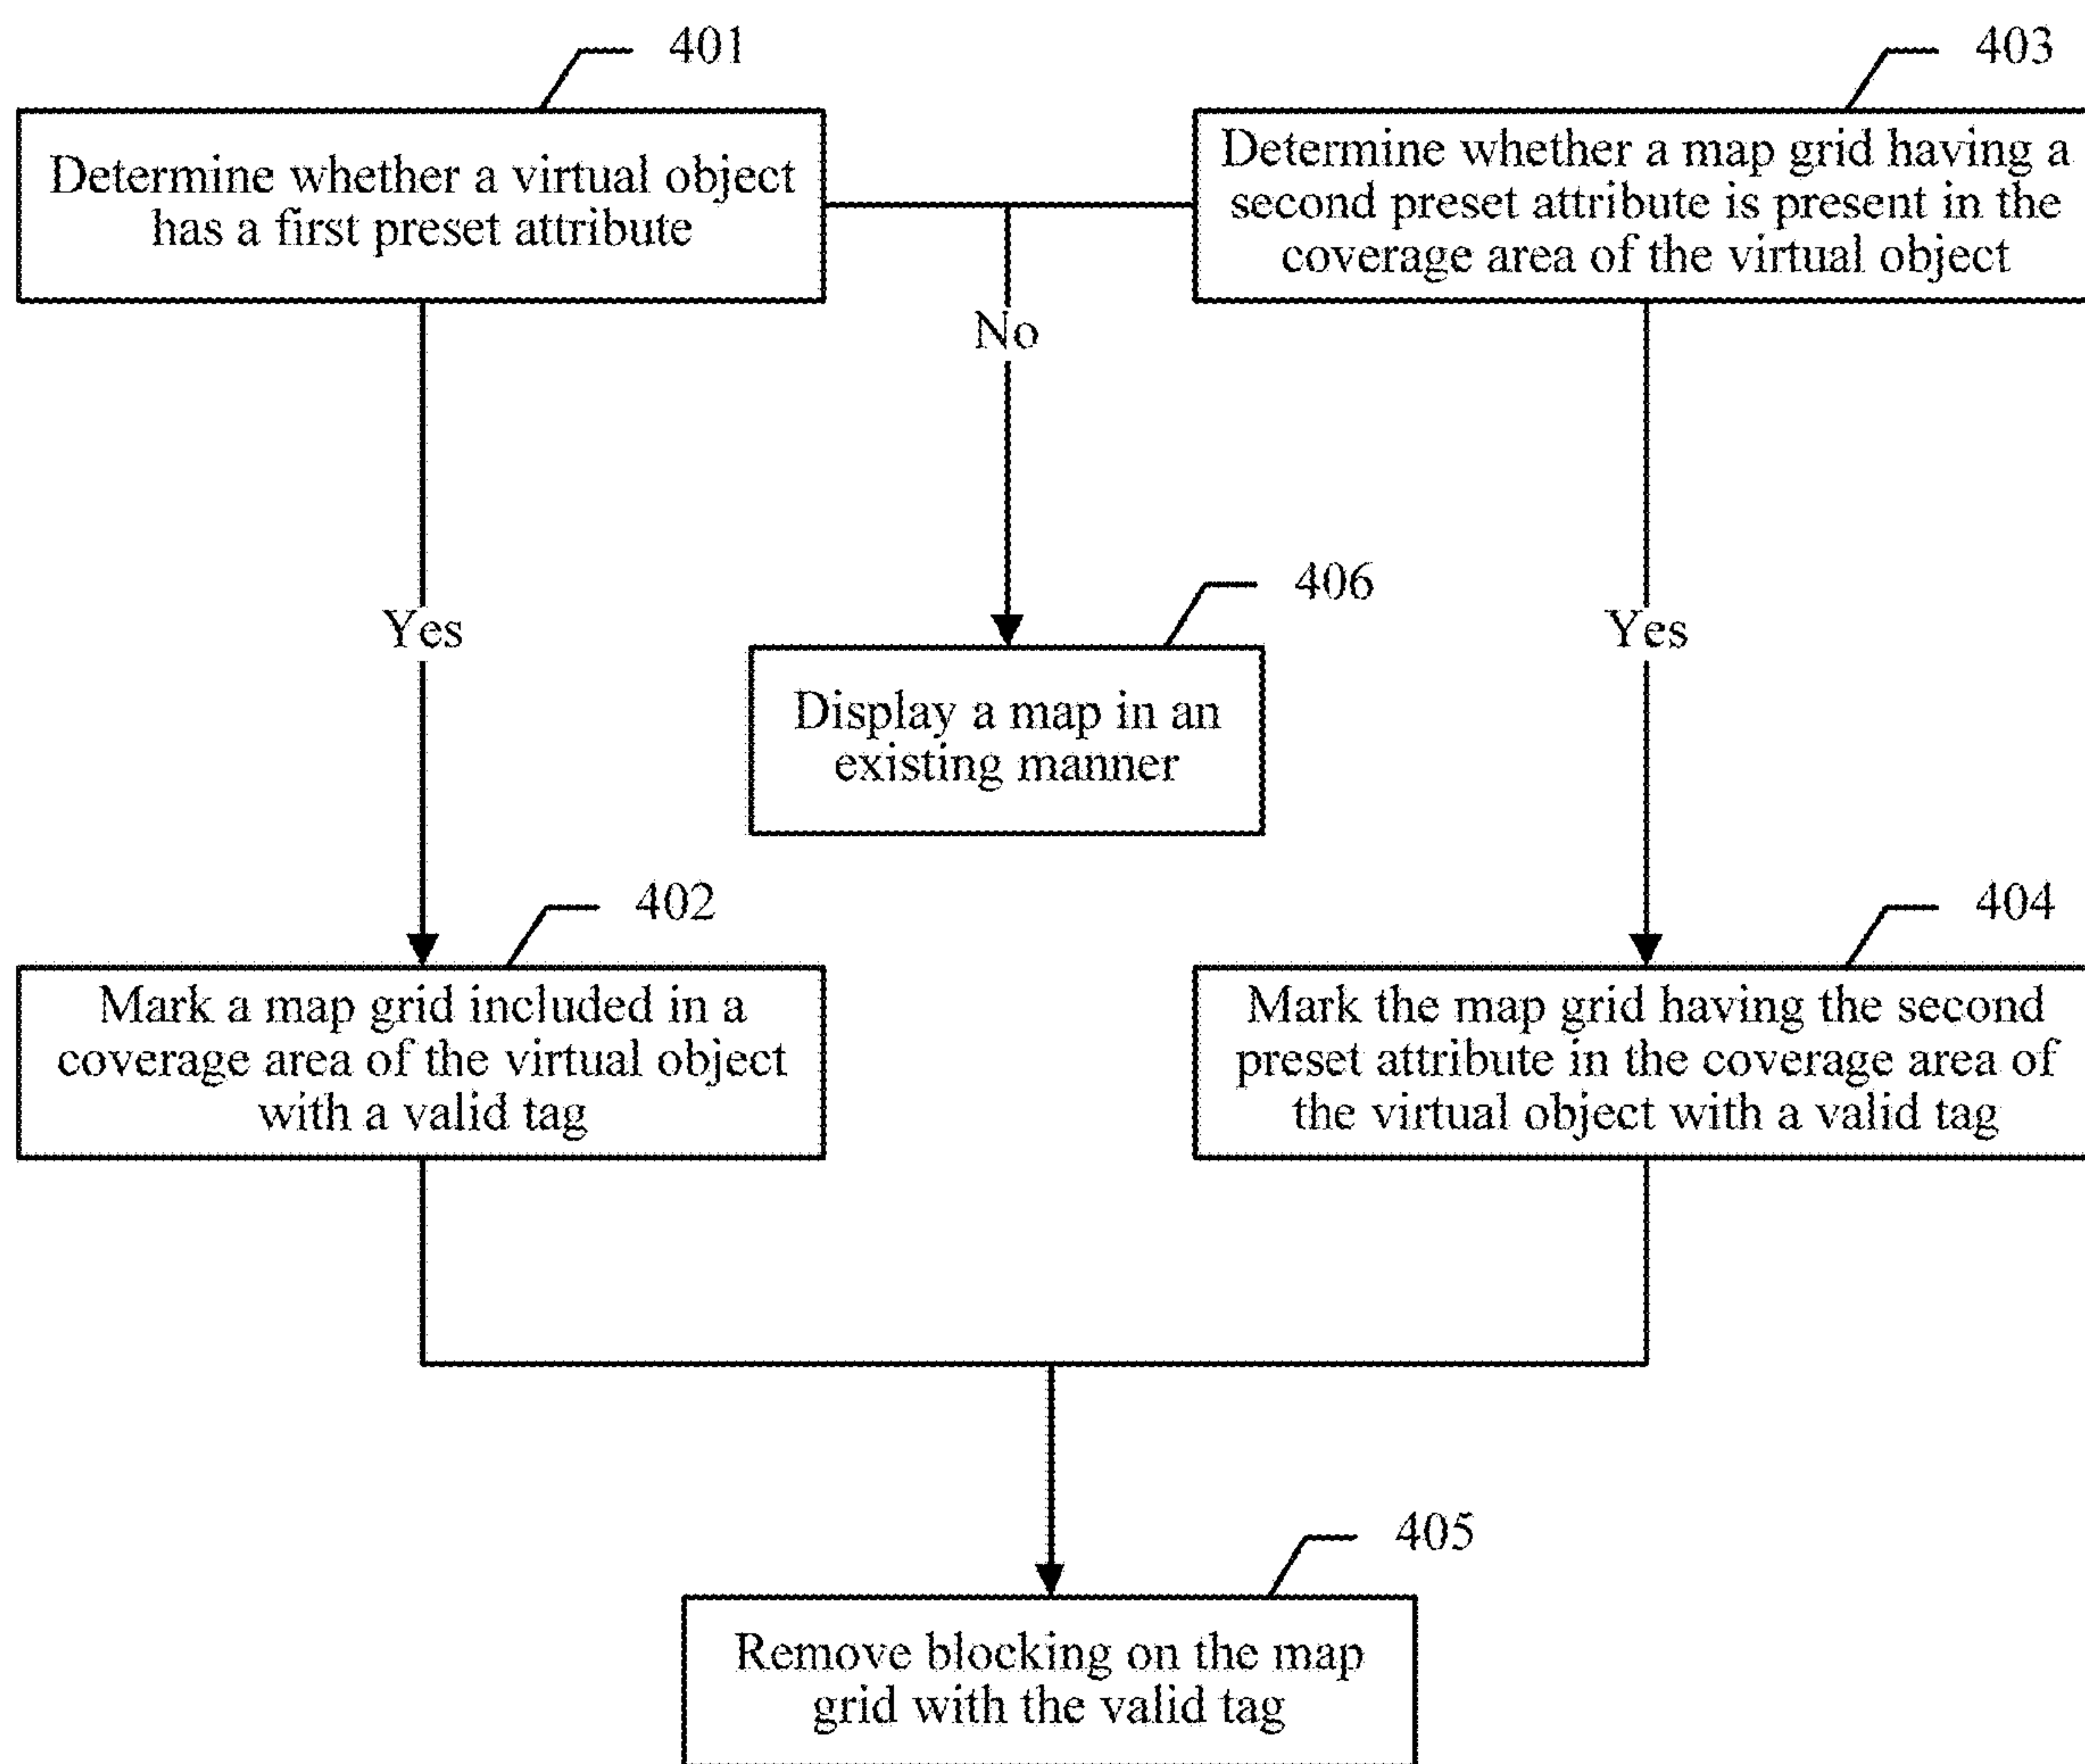 401
403
Determine whether a virtual object
has a first preset attribute
Determine whether a map grid having a
second preset attribute is present in the
coverage area of the virtual object
No
Yes
Yes
406
Display a map in an
existing manner
402
404
Mark a map grid included in a
coverage area of the virtual object
with a valid tag
Mark the map grid having the second
preset attribute in the coverage area of
the virtual object with a valid tag
405
Remove blocking on the map
grid with the valid tag